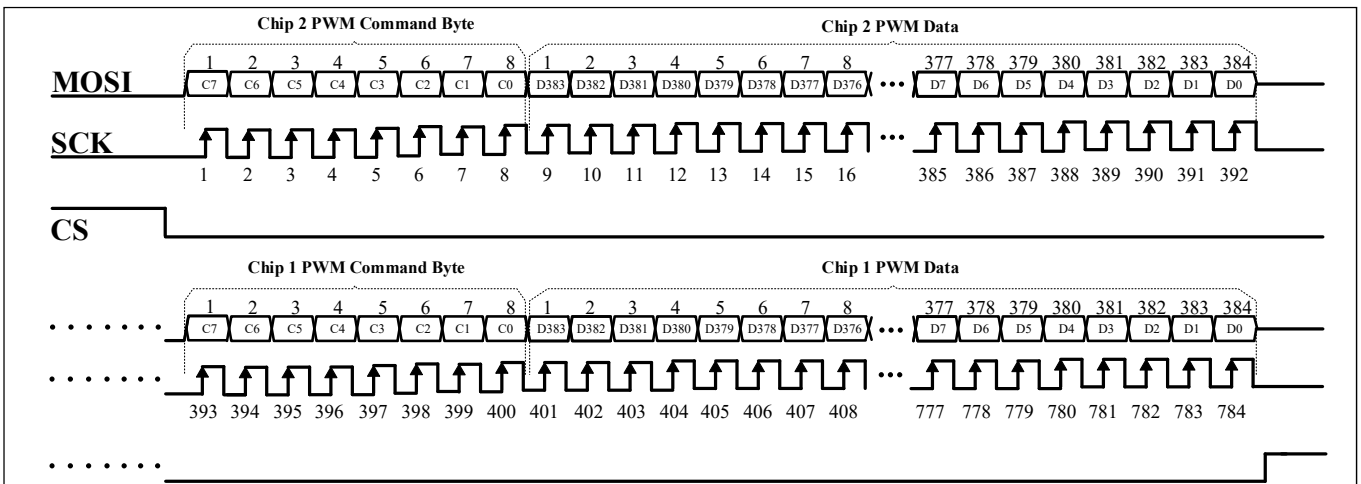 Chip 2 PWM Command Byte Chip 2 PWM Data
1 2 3 4 5 6 7 8 1 2 3 4 5 6 7 8 377 378 379 380 381 382 383 384
MOSI C7 C6 C5 C4 C3 C2 C1 C0 D383 D382 D381 D380 D379 D378 D377 D376 ••• D7 D6 D5 D4 D3 D2 D1 D0
SCK •••
1 2 3 4 5 6 7 8 9 10 11 12 13 14 15 16 385 386 387 388 389 390 391 392
CS
Chip 1 PWM Command Byte Chip 1 PWM Data
1 2 3 4 5 6 7 8 1 2 3 4 5 6 7 8 377 378 379 380 381 382 383 384
C7 C6 C5 C4 C3 C2 C1 C0 D383 D382 D381 D380 D379 D378 D377 D376 ••• D7 D6 D5 D4 D3 D2 D1 D0
393 394 395 396 397 398 399 400 401 402 403 404 405 406 407 408 777 778 779 780 781 782 783 784